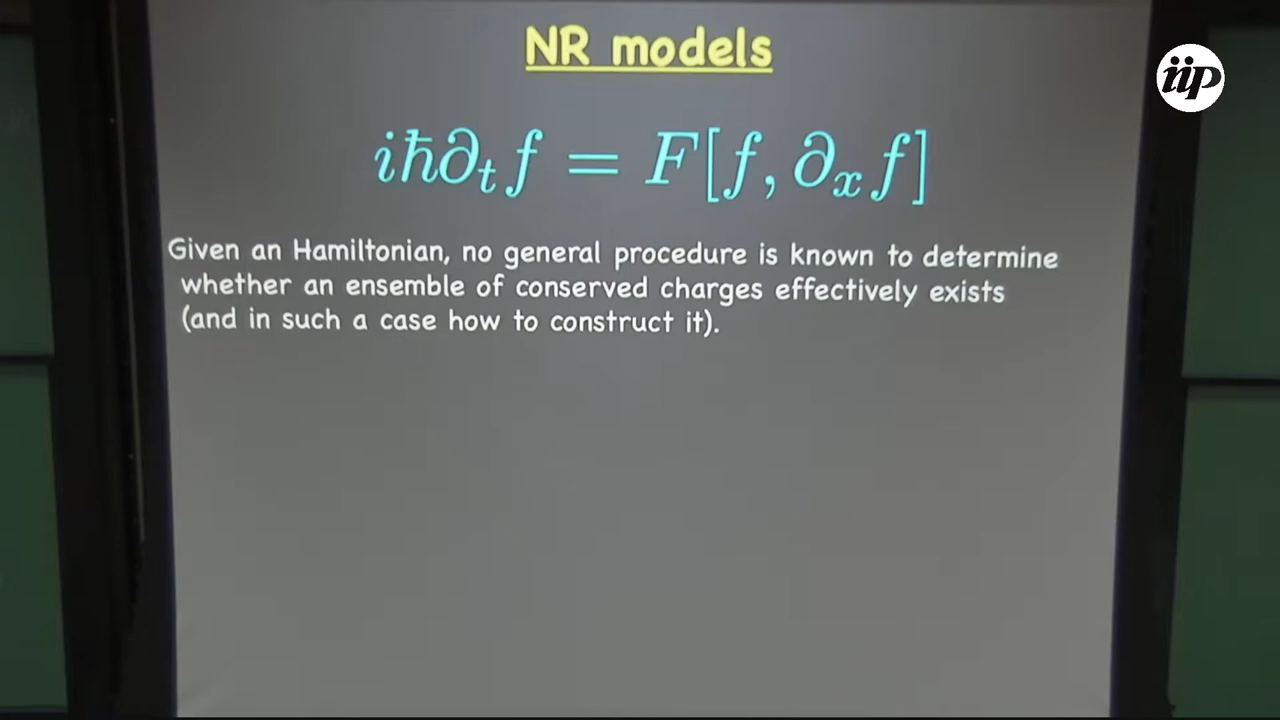 NR models
iip
iℏ∂ₜf = F[f, ∂ₓf]
Given an Hamiltonian, no general procedure is known to determine
whether an ensemble of conserved charges effectively exists
(and in such a case how to construct it).